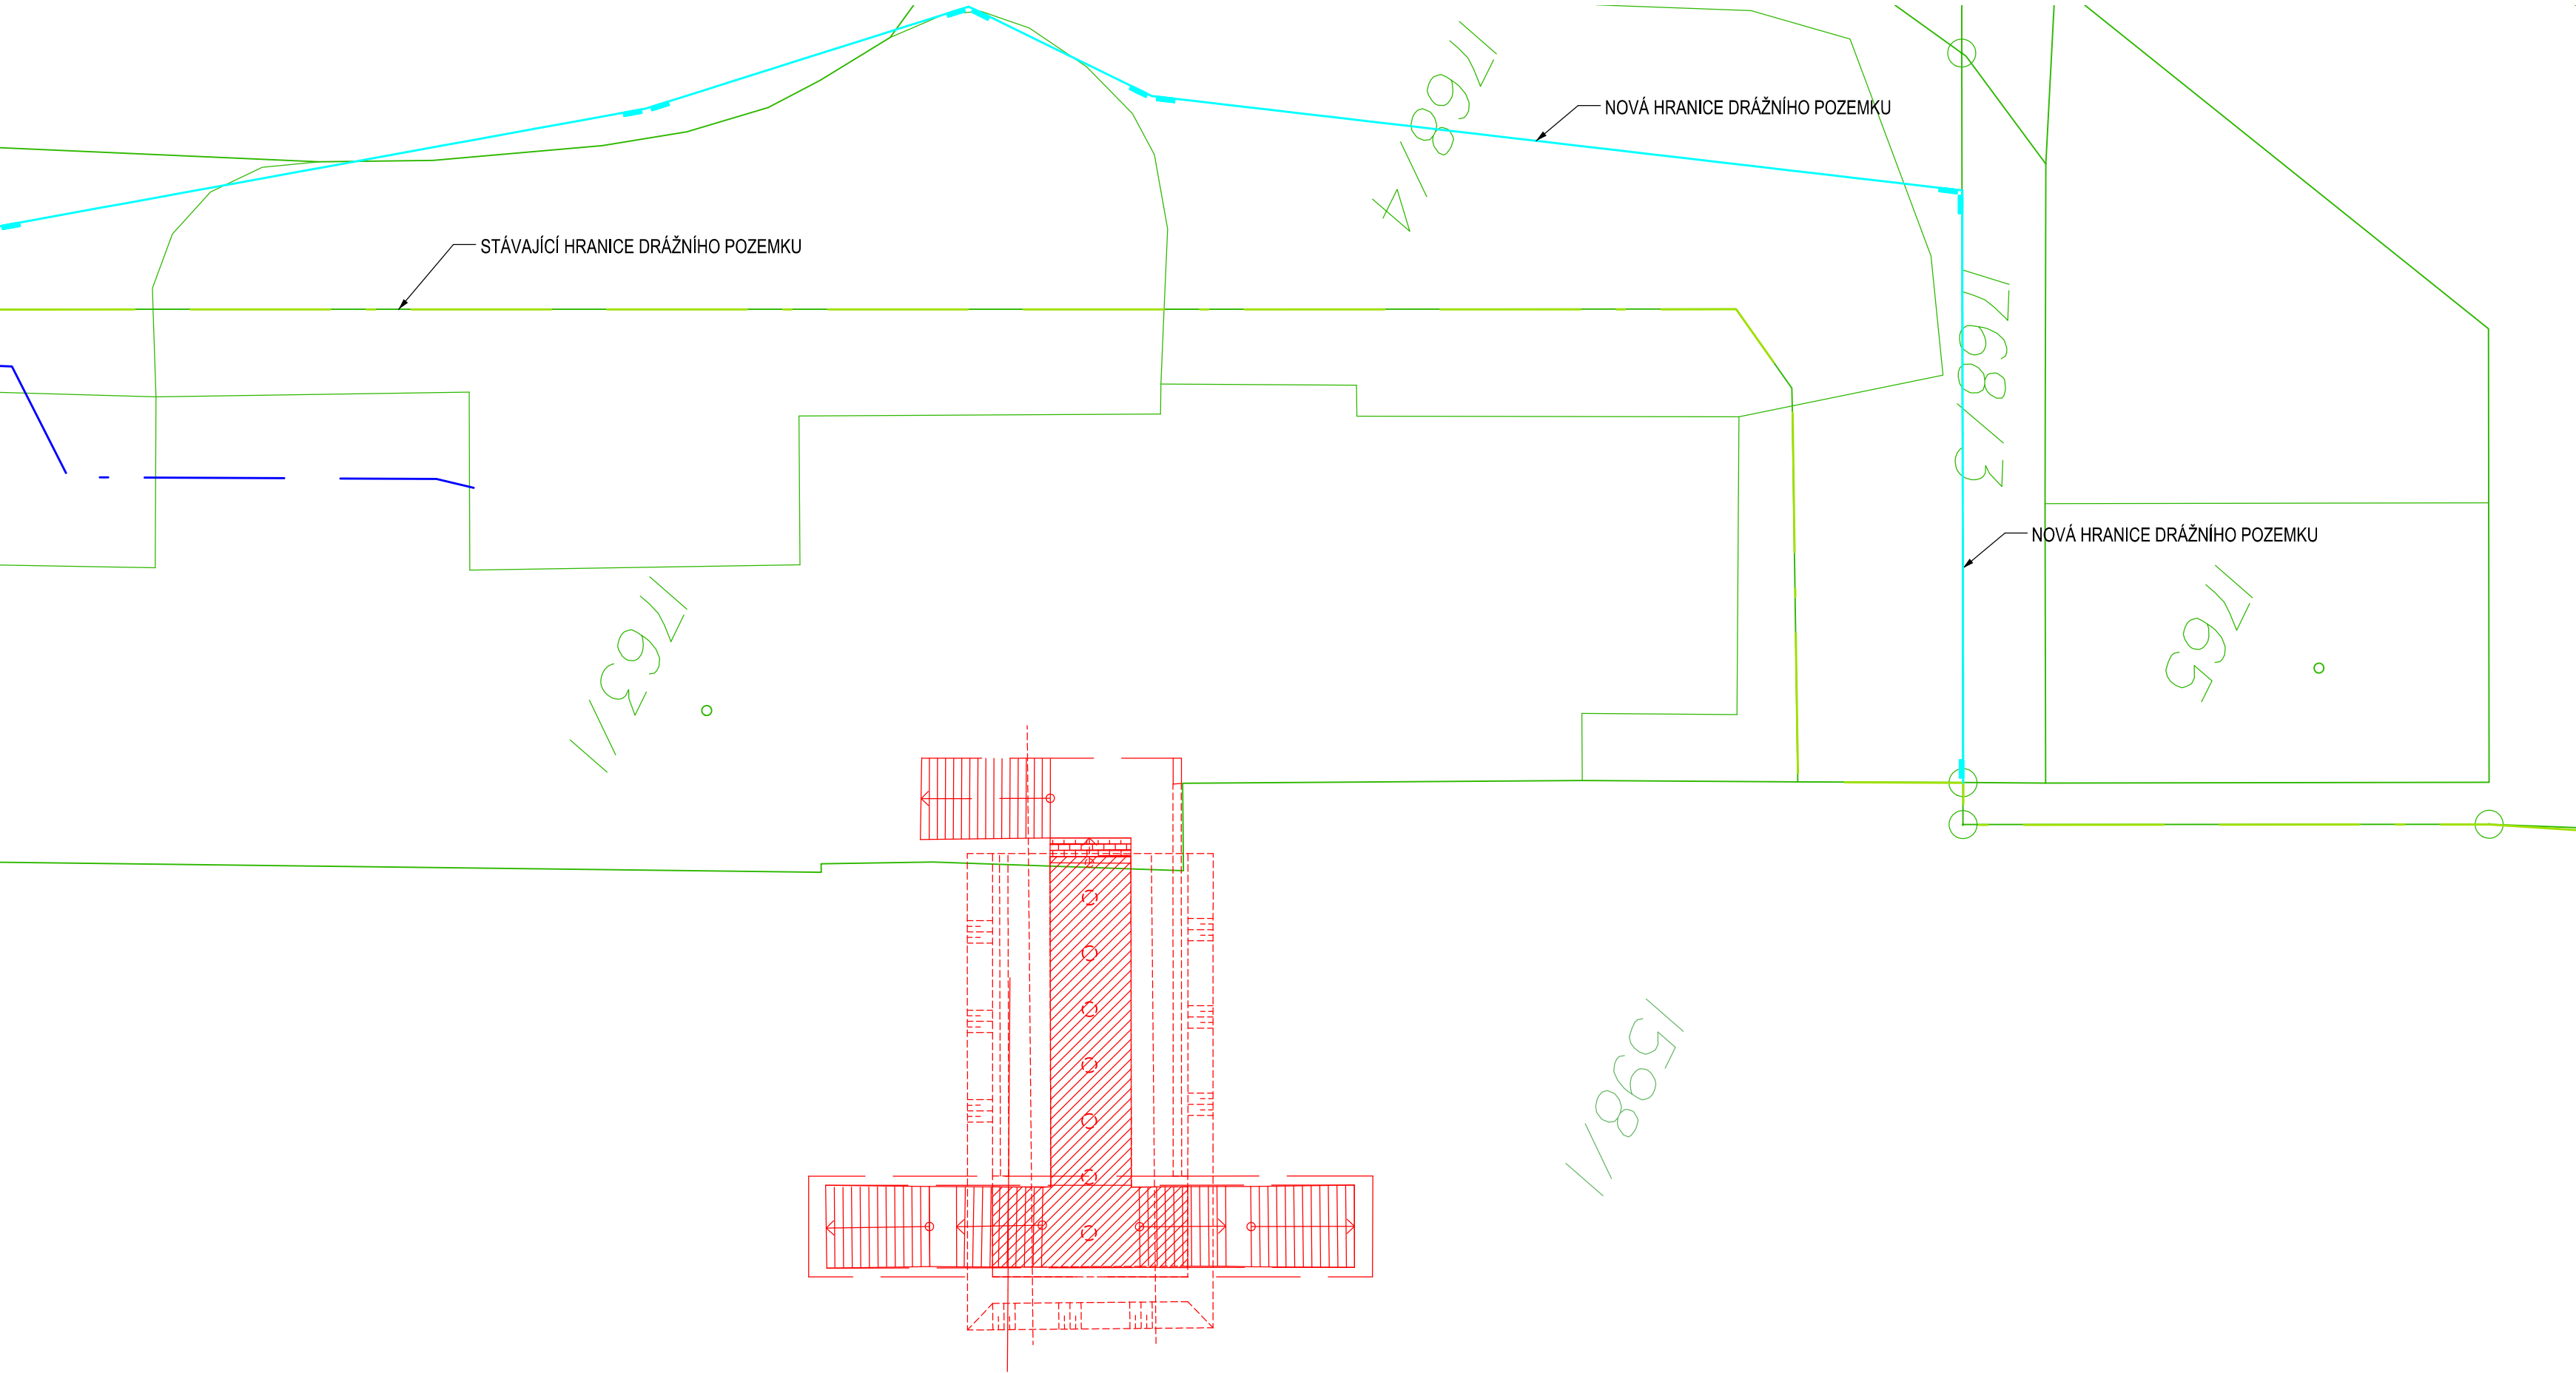 1768/4
NOVÁ HRANICE DRÁŽNÍHO POZEMKU
STÁVAJÍCÍ HRANICE DRÁŽNÍHO POZEMKU
1768/3
NOVÁ HRANICE DRÁŽNÍHO POZEMKU
1763/1
1765
1598/1